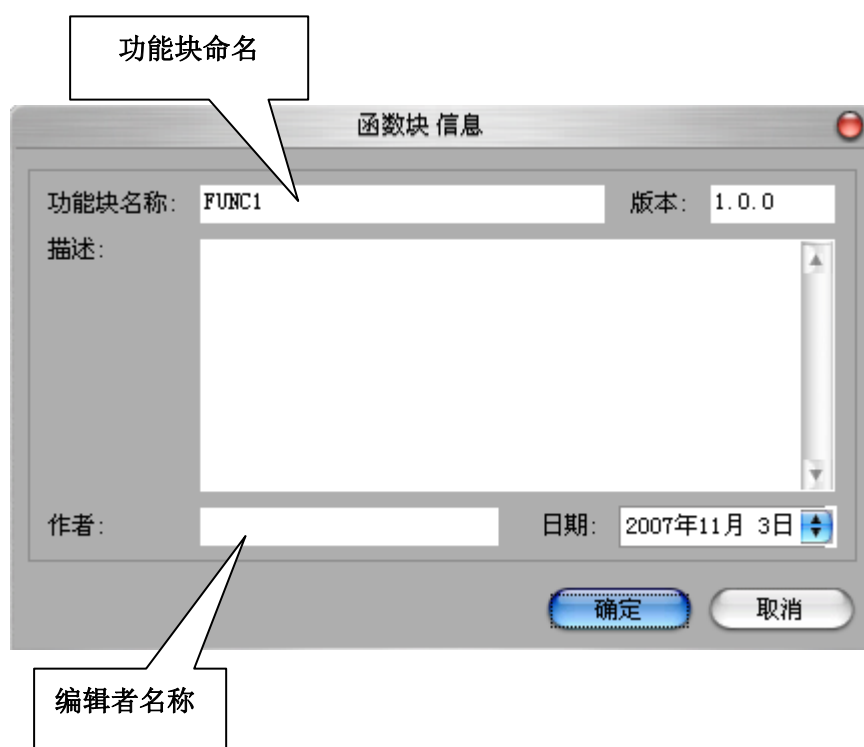 功能块命名
函数块 信息
功能块名称: FUNC1 版本: 1.0.0
描述:
作者: 日期: 2007年11月 3日
确定 取消
编辑者名称